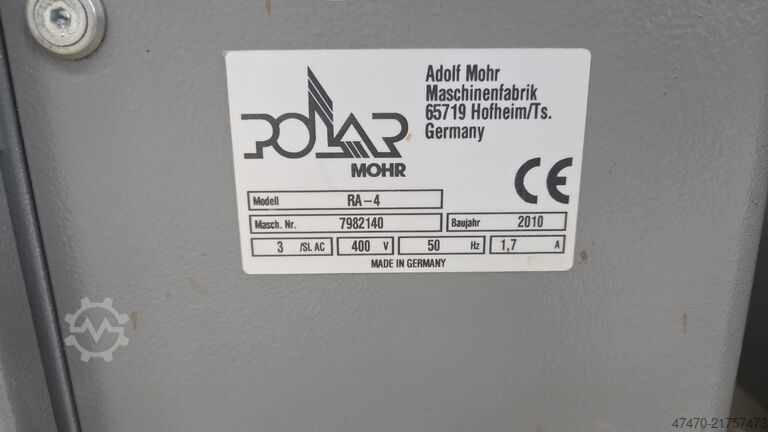 POLAR
MOHR
Adolf Mohr
Maschinenfabrik
65719 Hofheim/Ts.
Germany
CE
Modell RA-4
Masch. Nr. 7982140 Baujahr 2010
3 /SL AC 400 V 50 Hz 1,7 A
MADE IN GERMANY
47470-21757473